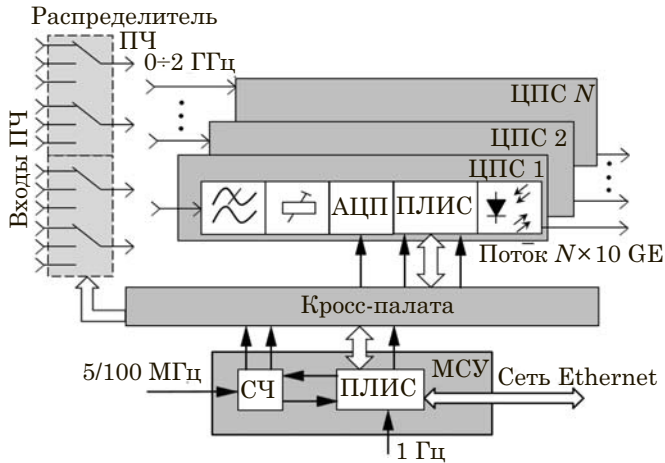 Распределитель
ПЧ
0÷2 ГГц
Входы ПЧ
ЦПС N
ЦПС 2
ЦПС 1
АЦП
ПЛИС
Поток N×10 GE
Кросс-палата
МСУ
5/100 МГц
СЧ
ПЛИС
Сеть Ethernet
1 Гц